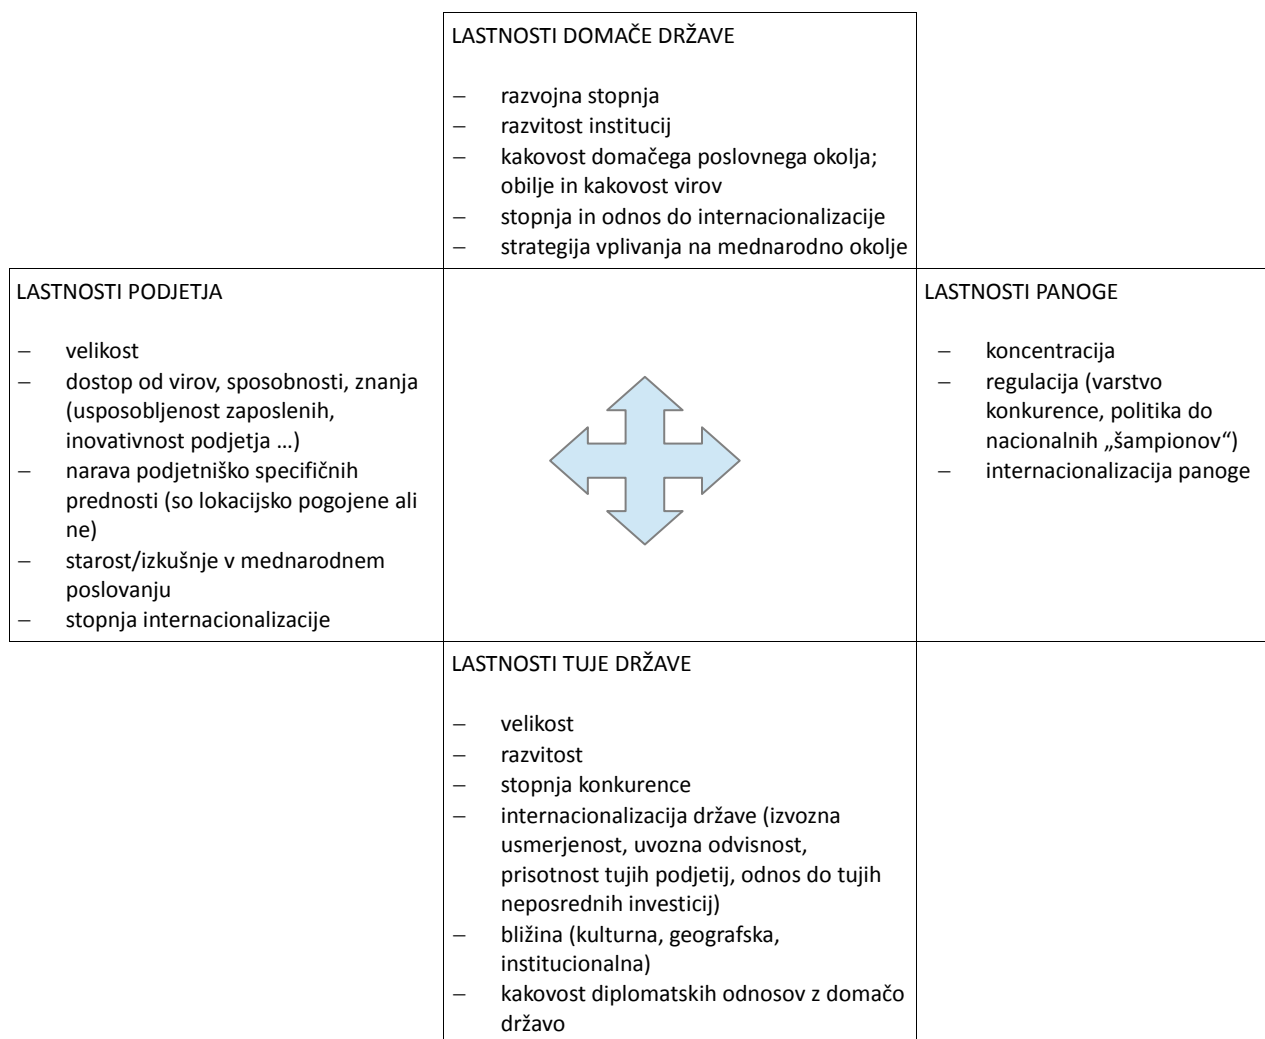 LASTNOSTI DOMAČE DRŽAVE
– razvojna stopnja
– razvitost institucij
– kakovost domačega poslovnega okolja;
obilje in kakovost virov
– stopnja in odnos do internacionalizacije
– strategija vplivanja na mednarodno okolje
LASTNOSTI PODJETJA
– velikost
– dostop od virov, sposobnosti, znanja
(usposobljenost zaposlenih,
inovativnost podjetja …)
– narava podjetniško specifičnih
prednosti (so lokacijsko pogojene ali
ne)
– starost/izkušnje v mednarodnem
poslovanju
– stopnja internacionalizacije
LASTNOSTI PANOGE
– koncentracija
– regulacija (varstvo
konkurence, politika do
nacionalnih „šampionov“)
– internacionalizacija panoge
LASTNOSTI TUJE DRŽAVE
– velikost
– razvitost
– stopnja konkurence
– internacionalizacija države (izvozna
usmerjenost, uvozna odvisnost,
prisotnost tujih podjetij, odnos do tujih
neposrednih investicij)
– bližina (kulturna, geografska,
institucionalna)
– kakovost diplomatskih odnosov z domačo
državo